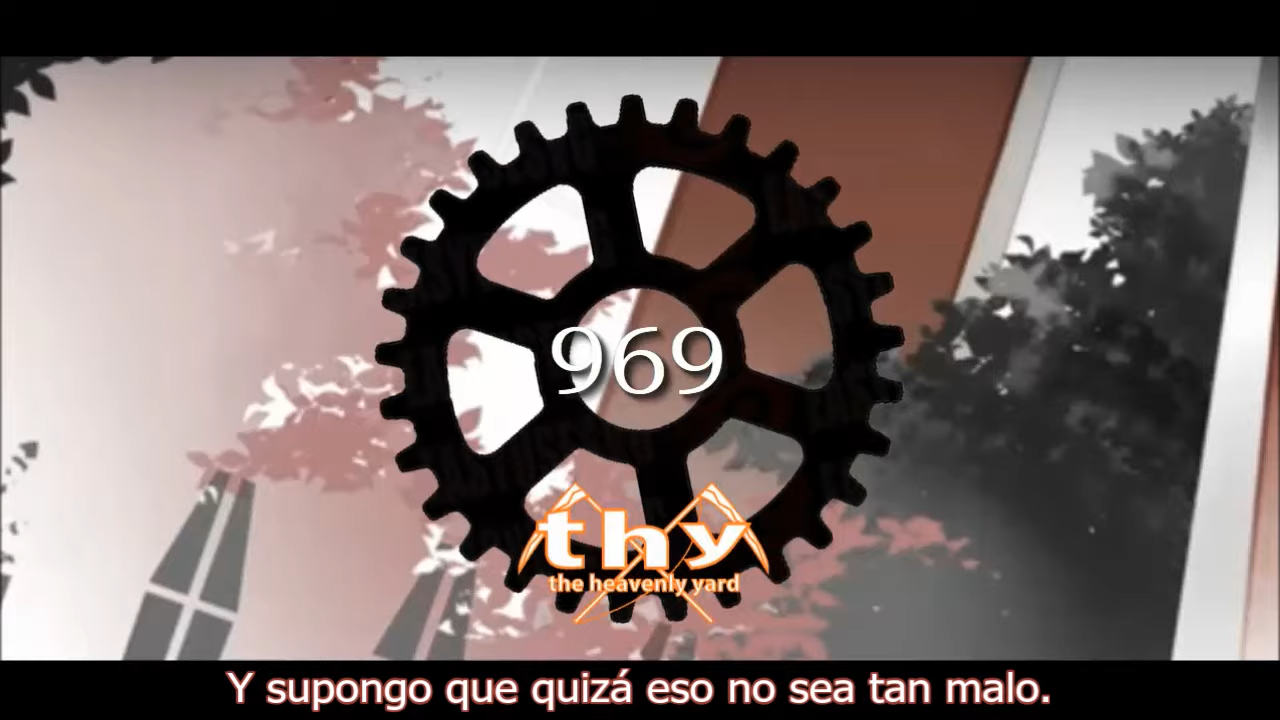 969
thy
the heavenly yard
Y supongo que quizá eso no sea tan malo.